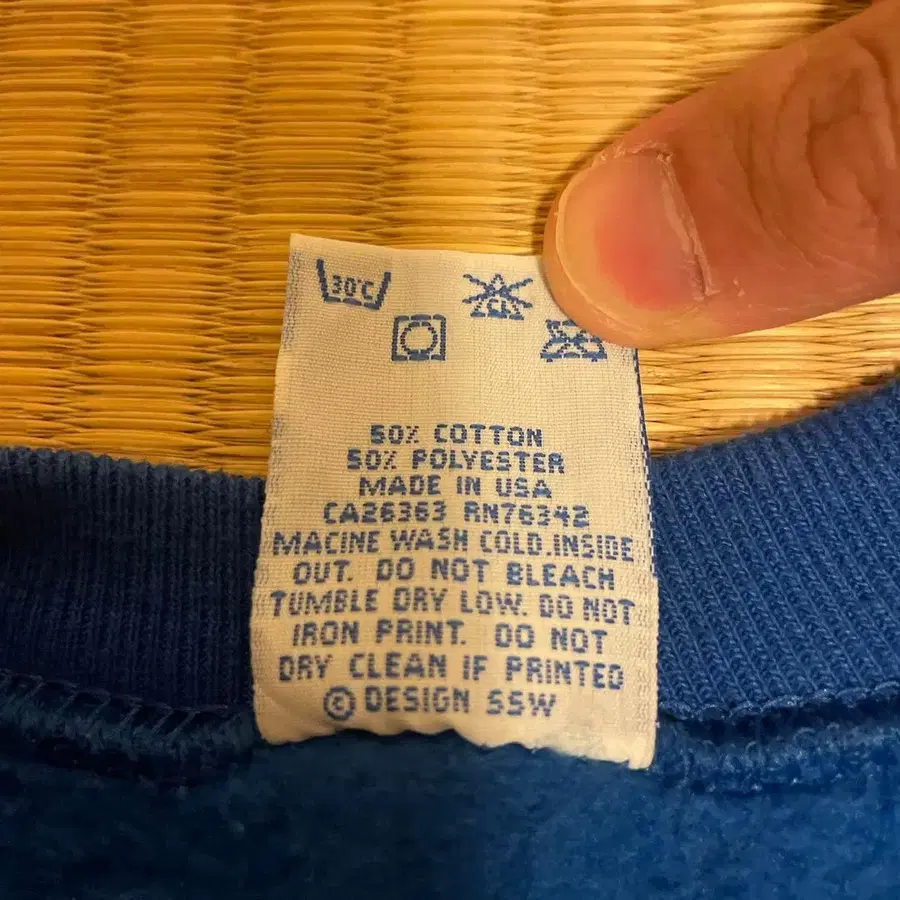 30°C
CL
50% COTTON
50% POLYESTER
MADE IN USA
CA26363 RN76342
MACINE WASH COLD.INSIDE
OUT. DO NOT BLEACH
TUMBLE DRY LOW. DO NOT
IRON PRINT. DO NOT
DRY CLEAN IF PRINTED
© DESIGN SSW